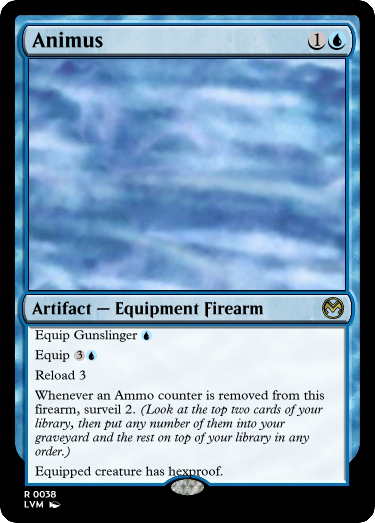 Animus 1
Artifact — Equipment Firearm
Equip Gunslinger
Equip 3
Reload 3
Whenever an Ammo counter is removed from this
firearm, surveil 2. (Look at the top two cards of your
library, then put any number of them into your
graveyard and the rest on top of your library in any
order.)
Equipped creature has hexproof.
R 0038
LVM